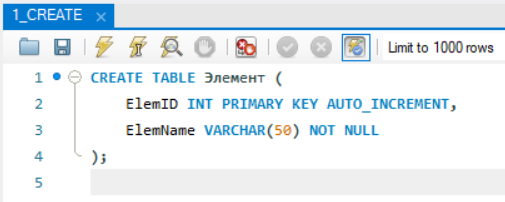 1_CREATE ×
Limit to 1000 rows
1 CREATE TABLE Элемент (
2 ElemID INT PRIMARY KEY AUTO_INCREMENT,
3 ElemName VARCHAR(50) NOT NULL
4 );
5